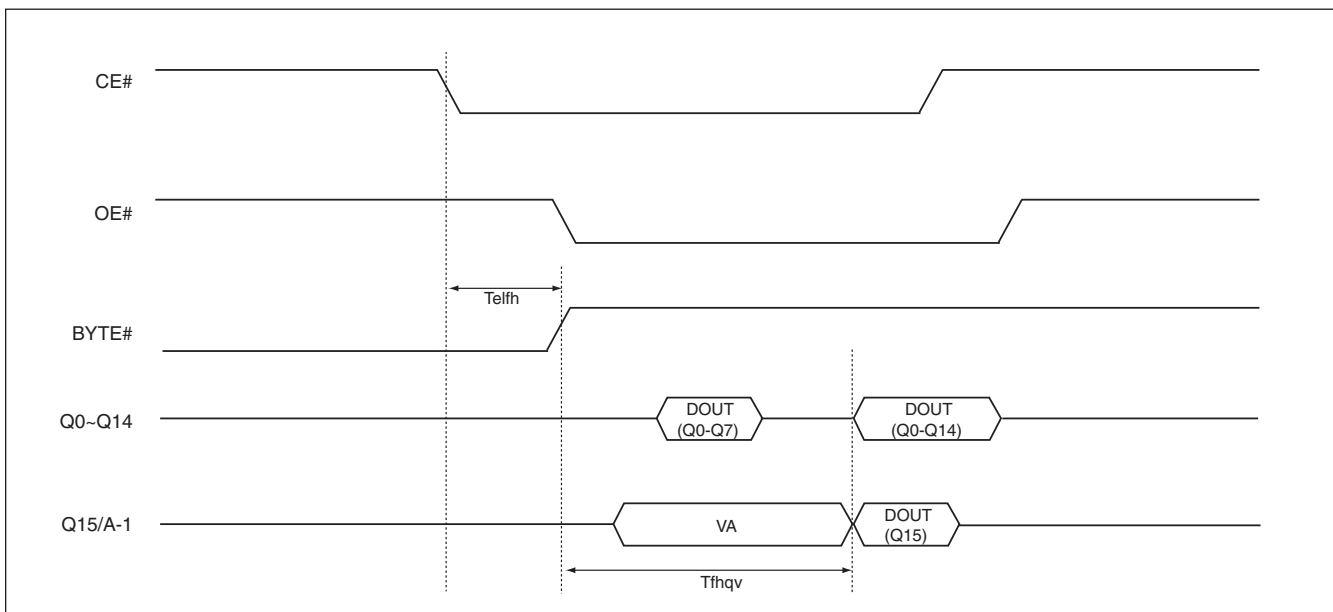 CE#
OE#
Telfh
BYTE#
Q0~Q14
DOUT
(Q0-Q7)
DOUT
(Q0-Q14)
Q15/A-1
VA
DOUT
(Q15)
Tfhqv